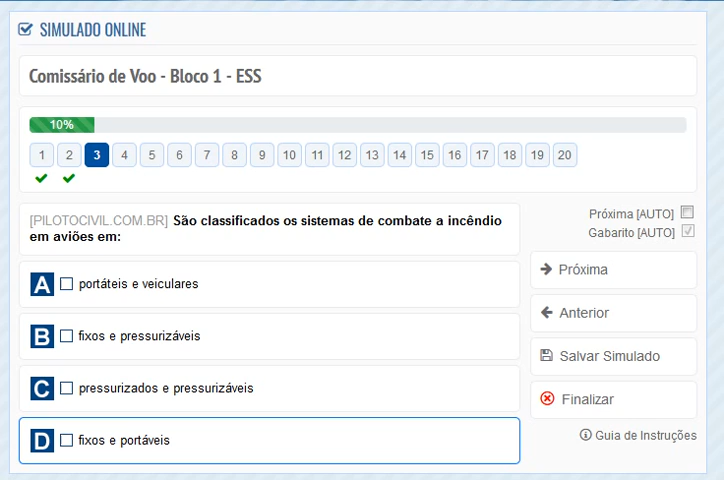 SIMULADO ONLINE
Comissário de Voo - Bloco 1 - ESS
10%
1 2 3 4 5 6 7 8 9 10 11 12 13 14 15 16 17 18 19 20
[PILOTOCIVIL.COM.BR] São classificados os sistemas de combate a incêndio
em aviões em:
A portáteis e veiculares
B fixos e pressurizáveis
C pressurizados e pressurizáveis
D fixos e portáveis
Próxima [AUTO]
Gabarito [AUTO]
Próxima
Anterior
Salvar Simulado
Finalizar
Guia de Instruções